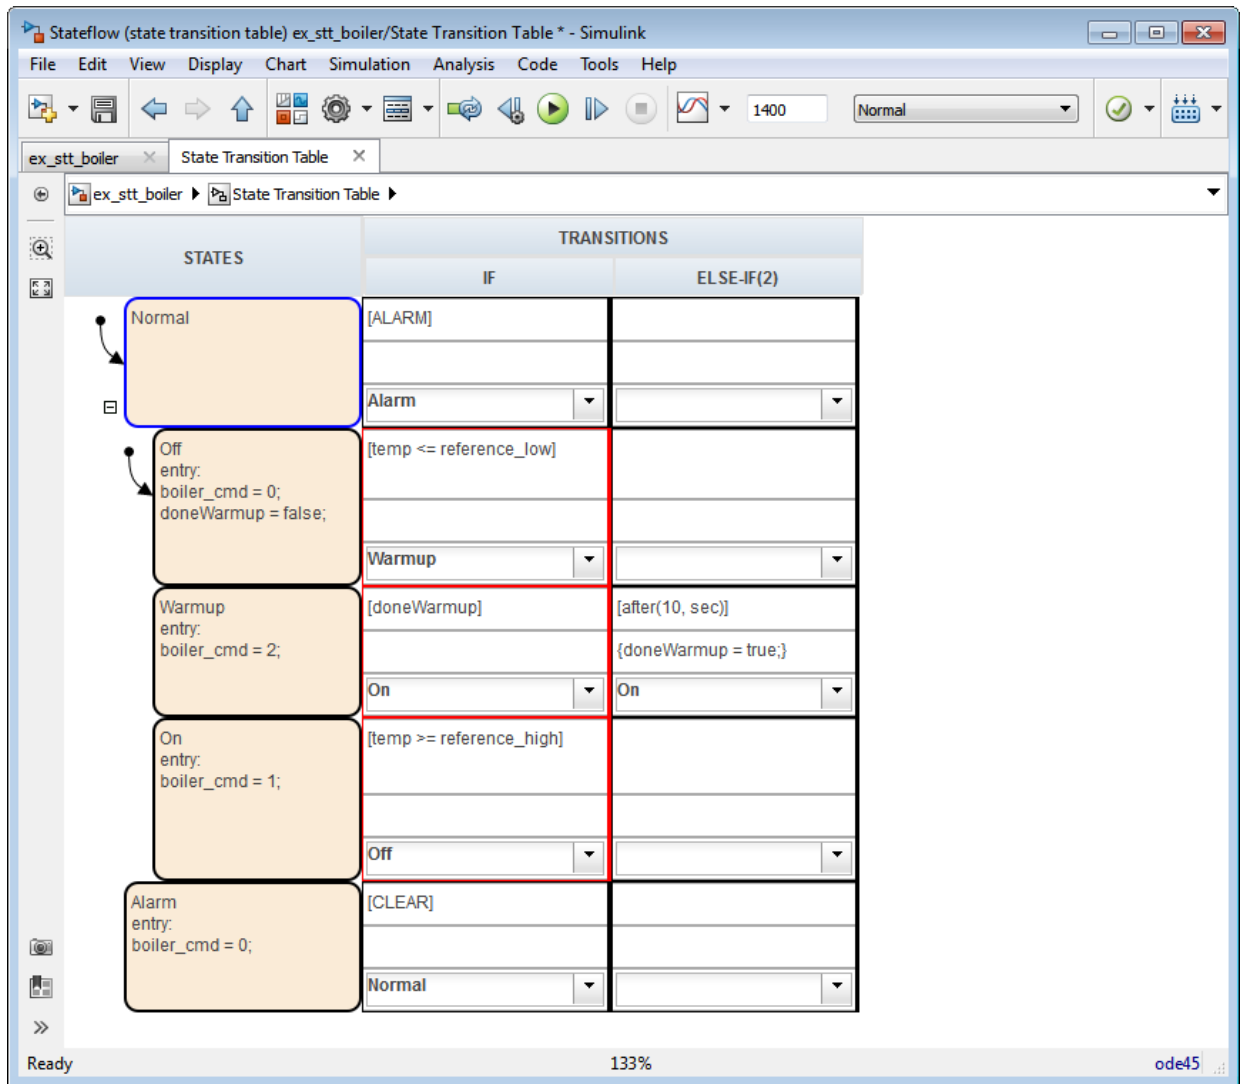 Stateflow (state transition table) ex_stt_boiler/State Transition Table * - Simulink
File Edit View Display Chart Simulation Analysis Code Tools Help
1400 Normal
ex_stt_boiler State Transition Table
ex_stt_boiler State Transition Table
STATES
TRANSITIONS
IF
ELSE-IF(2)
Normal
[ALARM]
Alarm
Off
entry:
boiler_cmd = 0;
doneWarmup = false;
[temp <= reference_low]
Warmup
Warmup
entry:
boiler_cmd = 2;
[doneWarmup]
On
[after(10, sec)]
{doneWarmup = true;}
On
On
entry:
boiler_cmd = 1;
[temp >= reference_high]
Off
Alarm
entry:
boiler_cmd = 0;
[CLEAR]
Normal
Ready 133% ode45